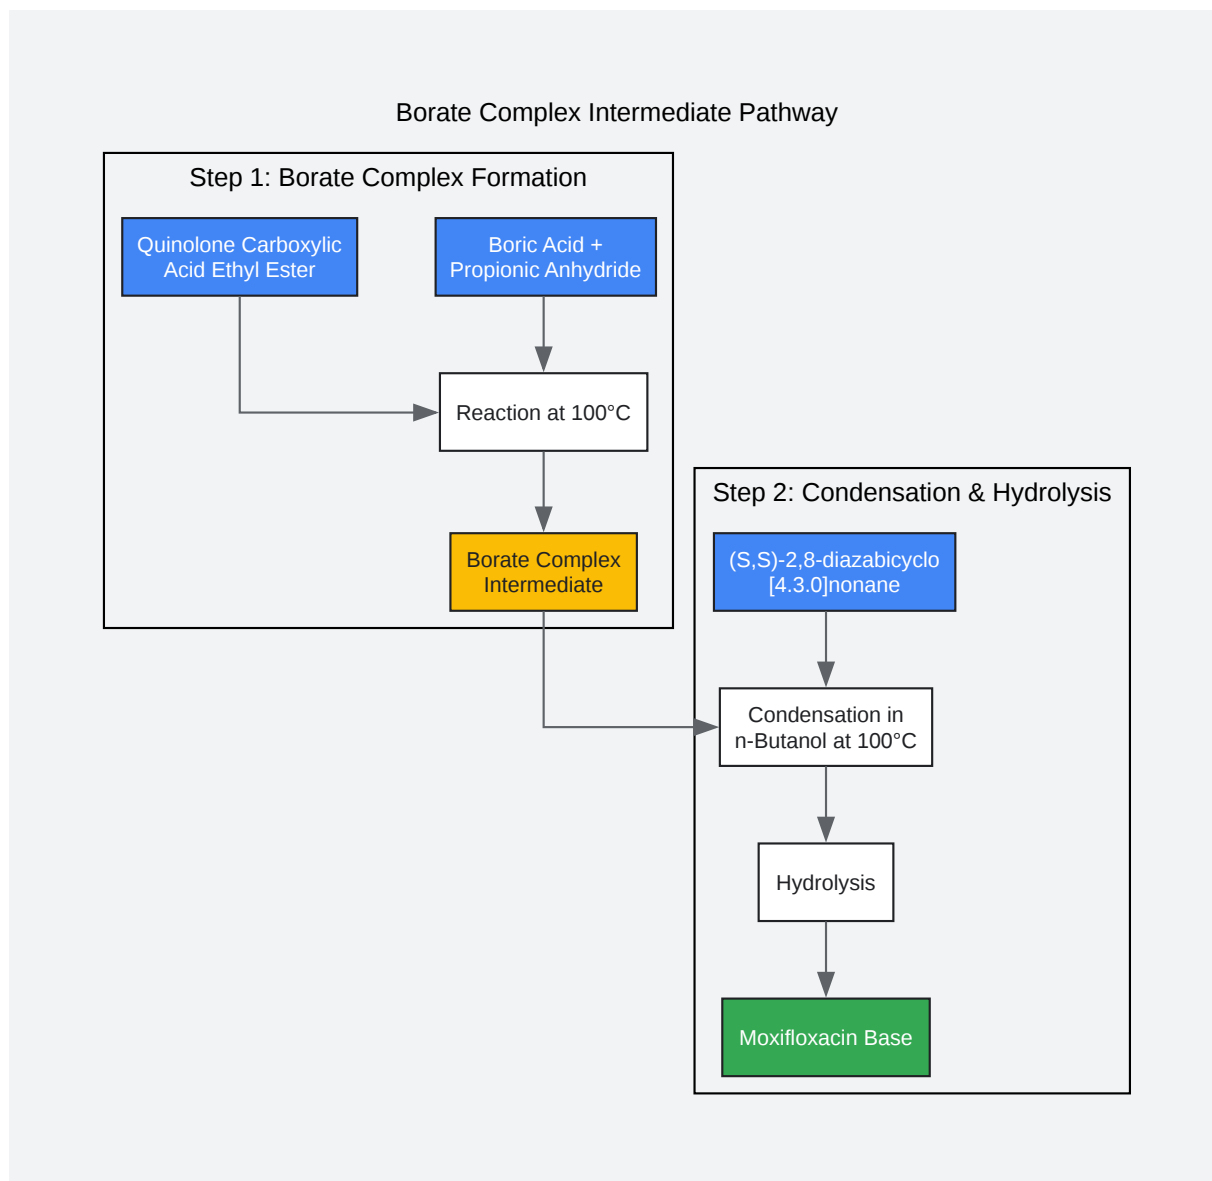 Borate Complex Intermediate Pathway
Step 1: Borate Complex Formation
Quinolone Carboxylic
Acid Ethyl Ester
Boric Acid +
Propionic Anhydride
Reaction at 100°C
Borate Complex
Intermediate
Step 2: Condensation & Hydrolysis
(S,S)-2,8-diazabicyclo
[4.3.0]nonane
Condensation in
n-Butanol at 100°C
Hydrolysis
Moxifloxacin Base